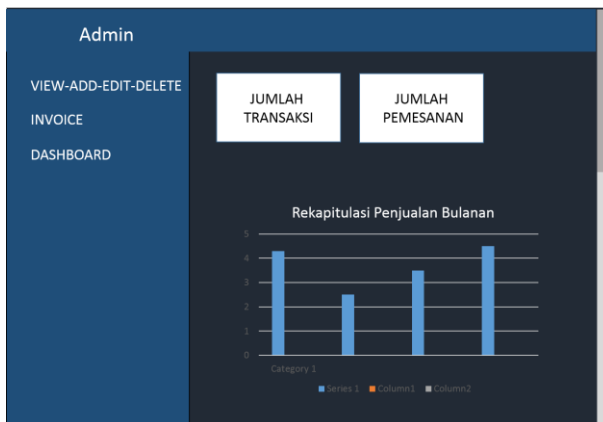 Admin
VIEW-ADD-EDIT-DELETE
INVOICE
DASHBOARD
JUMLAH
TRANSAKSI
JUMLAH
PEMESANAN
Rekapitulasi Penjualan Bulanan
5
4
3
2
1
0
Category 1
Series 1 Column1 Column2